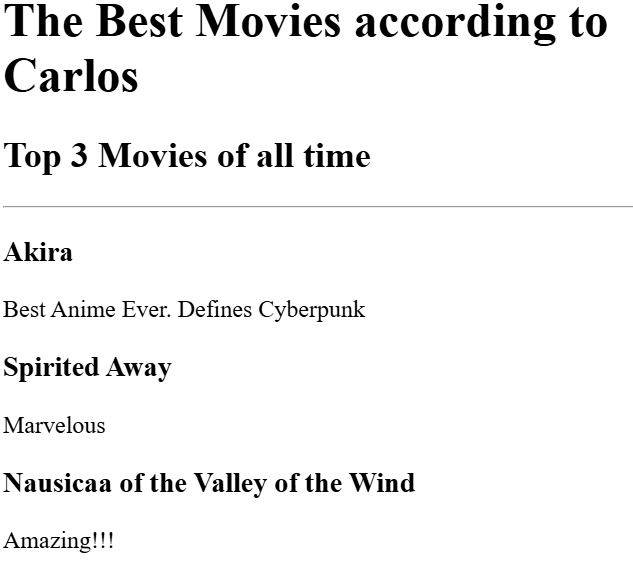 The Best Movies according to
Carlos
Top 3 Movies of all time
Akira
Best Anime Ever. Defines Cyberpunk
Spirited Away
Marvelous
Nausicaa of the Valley of the Wind
Amazing!!!